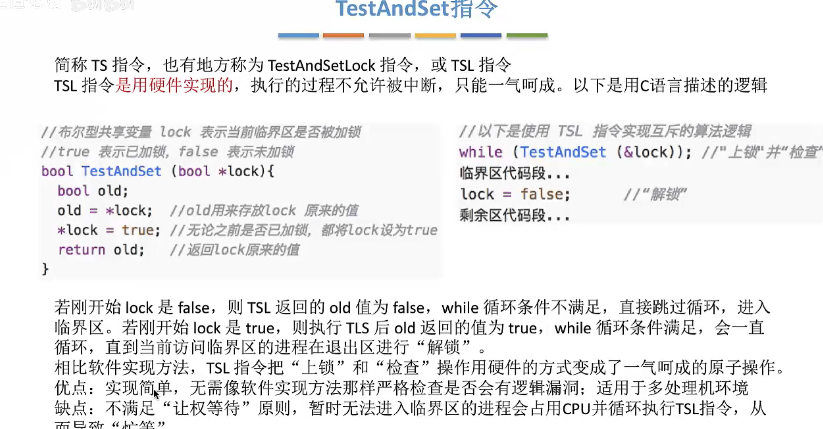 TestAndSet指令
简称 TS 指令，也有地方称为 TestAndSetLock 指令，或 TSL 指令
TSL 指令是用硬件实现的，执行的过程不允许被中断，只能一气呵成。以下是用C语言描述的逻辑
//布尔型共享变量 lock 表示当前临界区是否被加锁
//true 表示已加锁，false 表示未加锁
bool TestAndSet (bool *lock){
bool old;
old = *lock; //old用来存放lock 原来的值
*lock = true; //无论之前是否已加锁，都将lock设为true
return old; //返回lock原来的值
}
//以下是使用 TSL 指令实现互斥的算法逻辑
while (TestAndSet (&lock)); //"上锁"并"检查"
临界区代码段...
lock = false; //"解锁"
剩余区代码段...
若刚开始 lock 是 false，则 TSL 返回的 old 值为 false，while 循环条件不满足，直接跳过循环，进入
临界区。若刚开始 lock 是 true，则执行 TLS 后 old 返回的值为 true，while 循环条件满足，会一直
循环，直到当前访问临界区的进程在退出区进行“解锁”。
相比软件实现方法，TSL 指令把“上锁”和“检查”操作用硬件的方式变成了一气呵成的原子操作。
优点：实现简单，无需像软件实现方法那样严格检查是否会有逻辑漏洞；适用于多处理机环境
缺点：不满足“让权等待”原则，暂时无法进入临界区的进程会占用CPU并循环执行TSL指令，从
而导致“忙等”